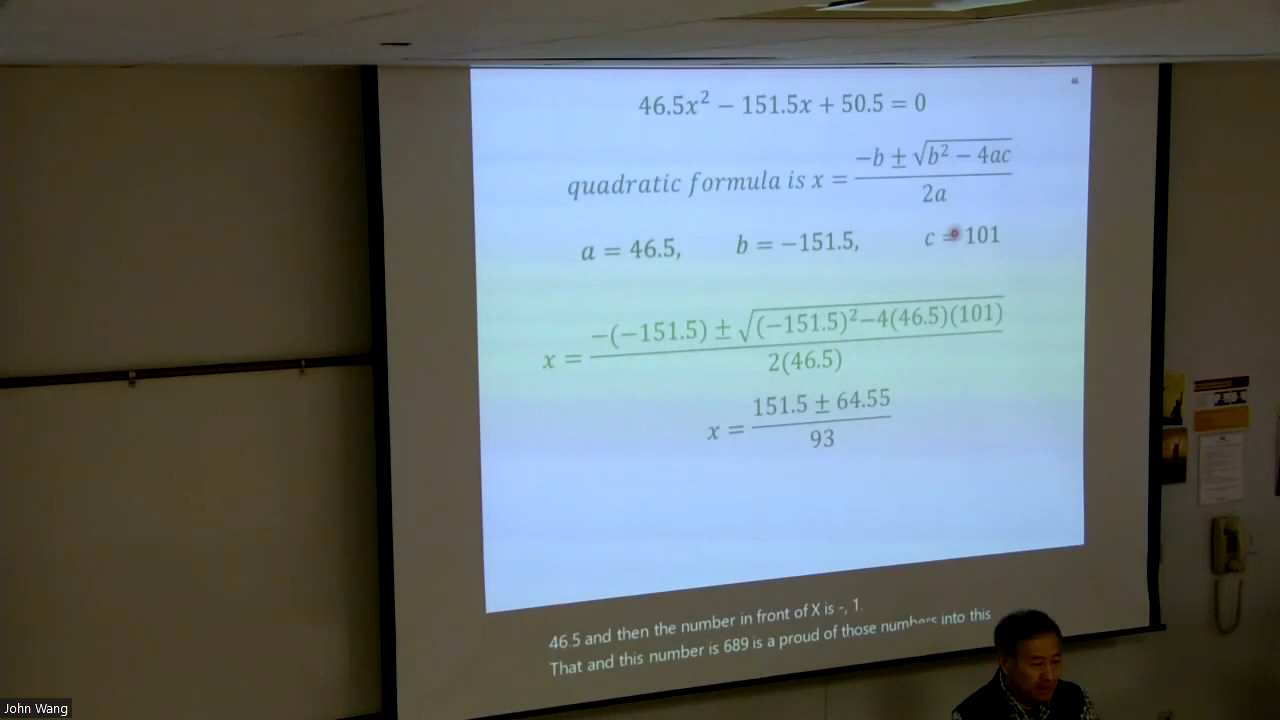 46.5x² − 151.5x + 50.5 = 0
quadratic formula is x = (−b ± √(b² − 4ac)) / 2a
a = 46.5, b = −151.5, c = 101
x = (−(−151.5) ± √((−151.5)²−4(46.5)(101))) / 2(46.5)
x = (151.5 ± 64.55) / 93
46.5 and then the number in front of X is -, 1.
That and this number is 689 is a proud of those numbers into this
John Wang